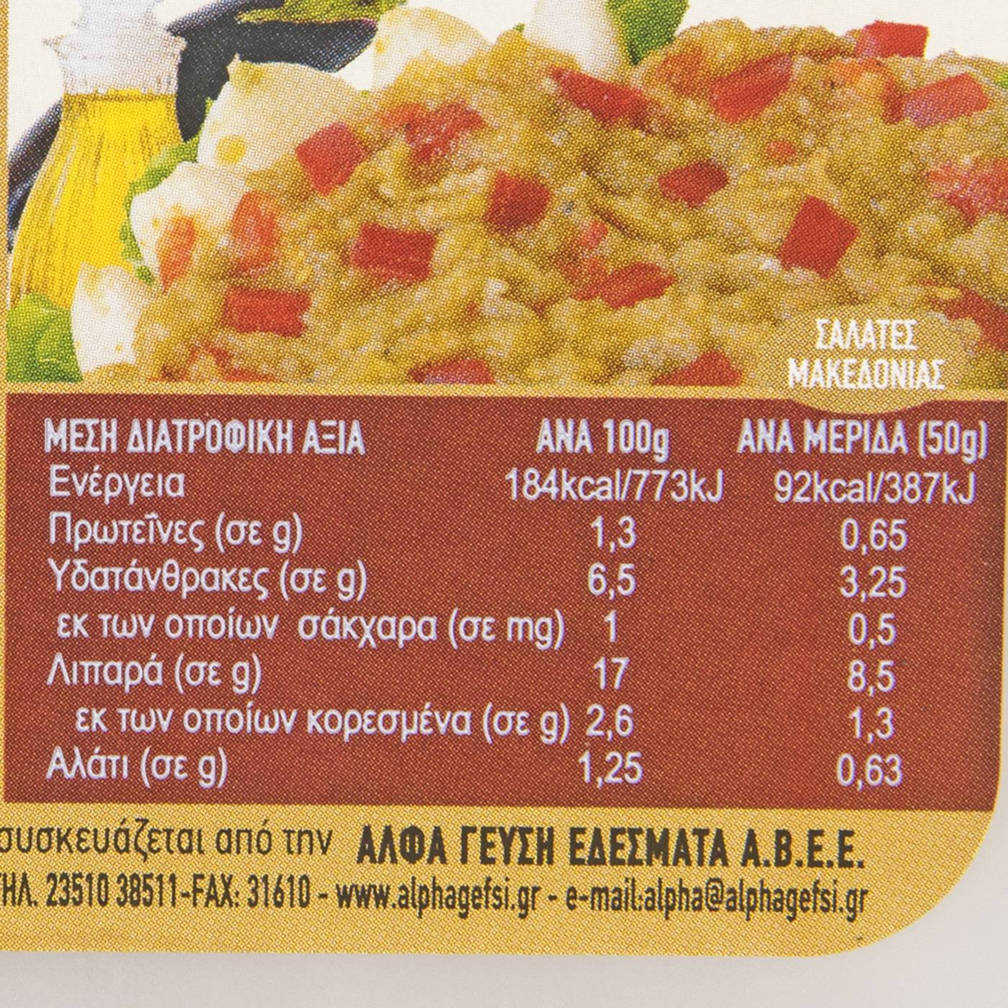 ΣΑΛΑΤΕΣ
ΜΑΚΕΔΟΝΙΑΣ
ΜΕΣΗ ΔΙΑΤΡΟΦΙΚΗ ΑΞΙΑ ΑΝΑ 100g ΑΝΑ ΜΕΡΙΔΑ (50g)
Ενέργεια 184kcal/773kJ 92kcal/387kJ
Πρωτεΐνες (σε g) 1,3 0,65
Υδατάνθρακες (σε g) 6,5 3,25
εκ των οποίων σάκχαρα (σε mg) 1 0,5
Λιπαρά (σε g) 17 8,5
εκ των οποίων κορεσμένα (σε g) 2,6 1,3
Αλάτι (σε g) 1,25 0,63
συσκευάζεται από την ΑΛΦΑ ΓΕΥΣΗ ΕΔΕΣΜΑΤΑ Α.Β.Ε.Ε.
ΤΗΛ. 23510 38511-FAX: 31610 - www.alphagefsi.gr - e-mail:alpha@alphagefsi.gr